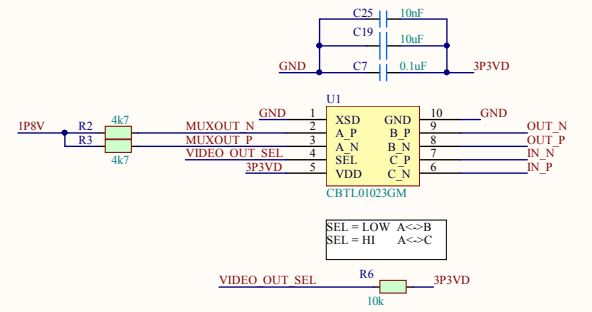 C25 10nF
C19 10uF
GND C7 0.1uF 3P3VD
U1
GND 1 XSD GND 10 GND
1P8V R2 4k7 MUXOUT_N 2 A_P B_P 9 OUT_N
R3 4k7 MUXOUT_P 3 A_N B_N 8 OUT_P
VIDEO_OUT_SEL 4 SEL C_P 7 IN_N
3P3VD 5 VDD C_N 6 IN_P
CBTL01023GM
SEL = LOW A<->B
SEL = HI A<->C
VIDEO_OUT_SEL R6 10k 3P3VD